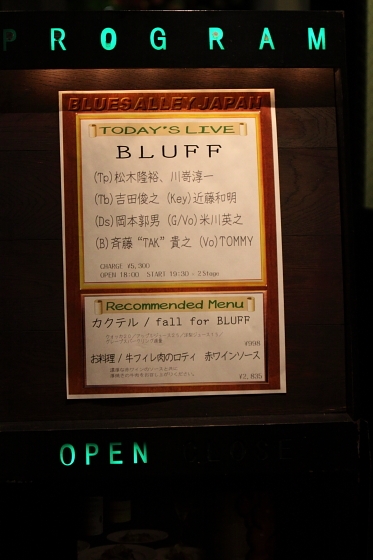 PROGRAM
BLUES ALLEY JAPAN
TODAY'S LIVE
BLUFF
(Tp)松木隆裕、川嵜淳一
(Tb)吉田俊之 (Key)近藤和明
(Ds)岡本郭男 (G/Vo)米川英之
(B)斉藤“TAK”貴之 (Vo)TOMMY
CHARGE ¥5,300
OPEN 18:00 START 19:30 - 2Stage
Recommended Menu
カクテル / fall for BLUFF
¥998
お料理 / 牛フィレ肉のロティ 赤ワインソース
¥2,835
OPEN CLOSE